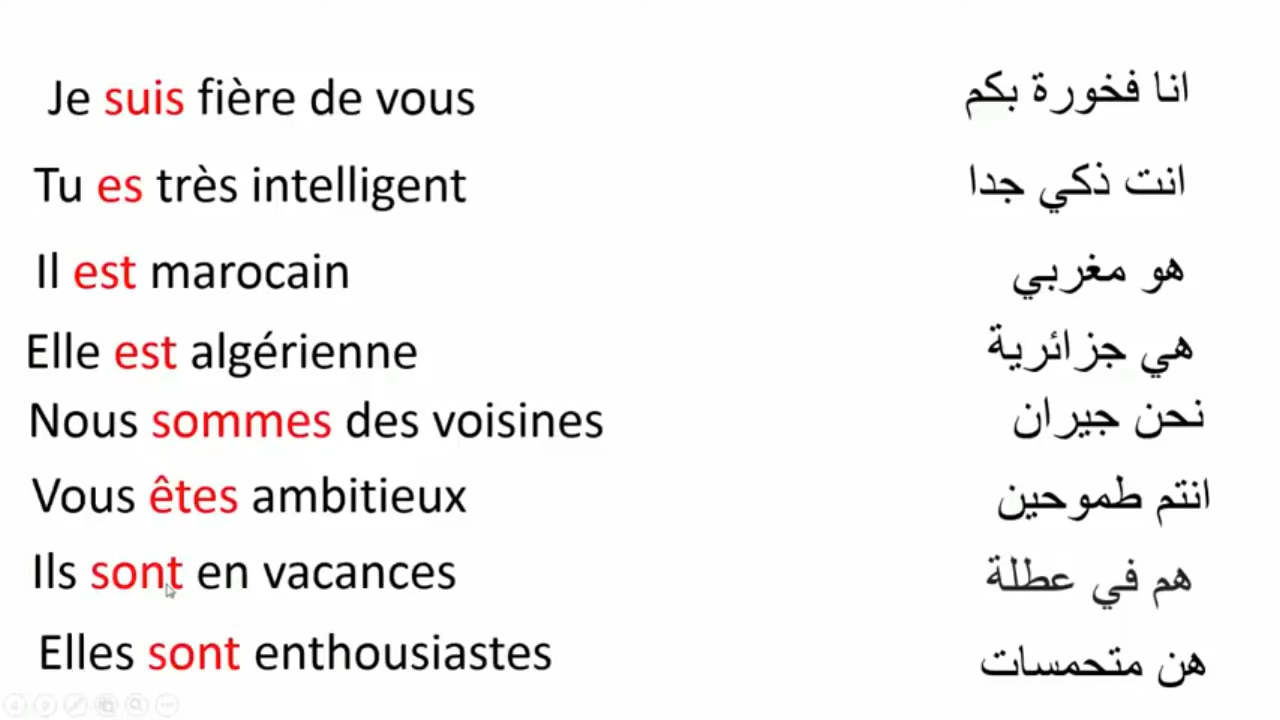 Je suis fière de vous
انا فخورة بكم
Tu es très intelligent
انت ذكي جدا
Il est marocain
هو مغربي
Elle est algérienne
هي جزائرية
Nous sommes des voisines
نحن جيران
Vous êtes ambitieux
انتم طموحين
Ils sont en vacances
هم في عطلة
Elles sont enthousiastes
هن متحمسات